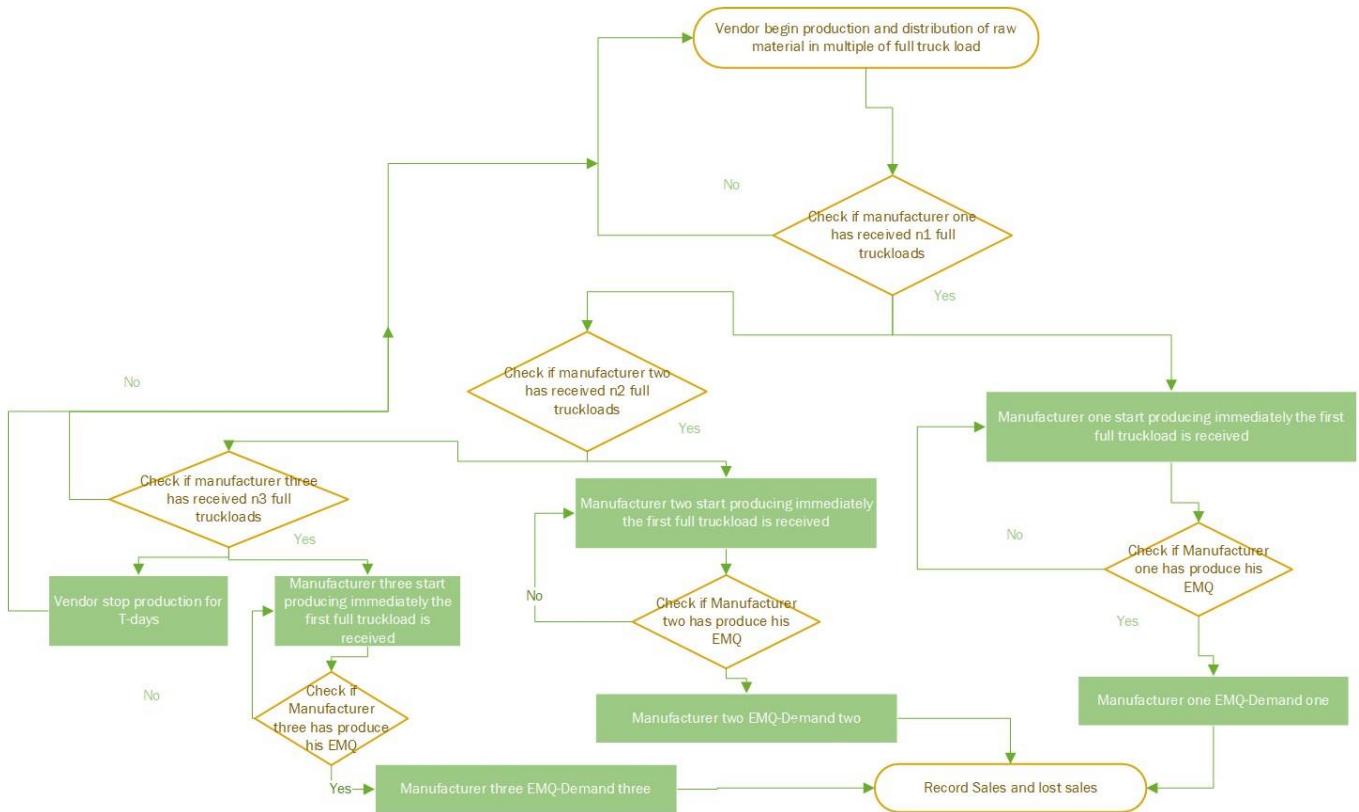 Vendor begin production and distribution of raw
material in multiple of full truck load
No
Check if manufacturer one
has received n1 full
truckloads
Yes
Check if manufacturer two
has received n2 full
truckloads
No
Yes
Manufacturer one start producing immediately the first
full truckload is received
Check if manufacturer three
has received n3 full
truckloads
Yes
Manufacturer two start producing immediately
the first full truckload is received
No
Check if Manufacturer
one has produce his
EMQ
Yes
Vendor stop production for
T-days
Manufacturer three start
producing immediately the
first full truckload is
received
No
Check if Manufacturer
two has produce his
EMQ
No
Check if
Manufacturer
three has produce
his EMQ
Manufacturer two EMQ-Demand two
Manufacturer one EMQ-Demand one
Yes
Manufacturer three EMQ-Demand three
Record Sales and lost sales